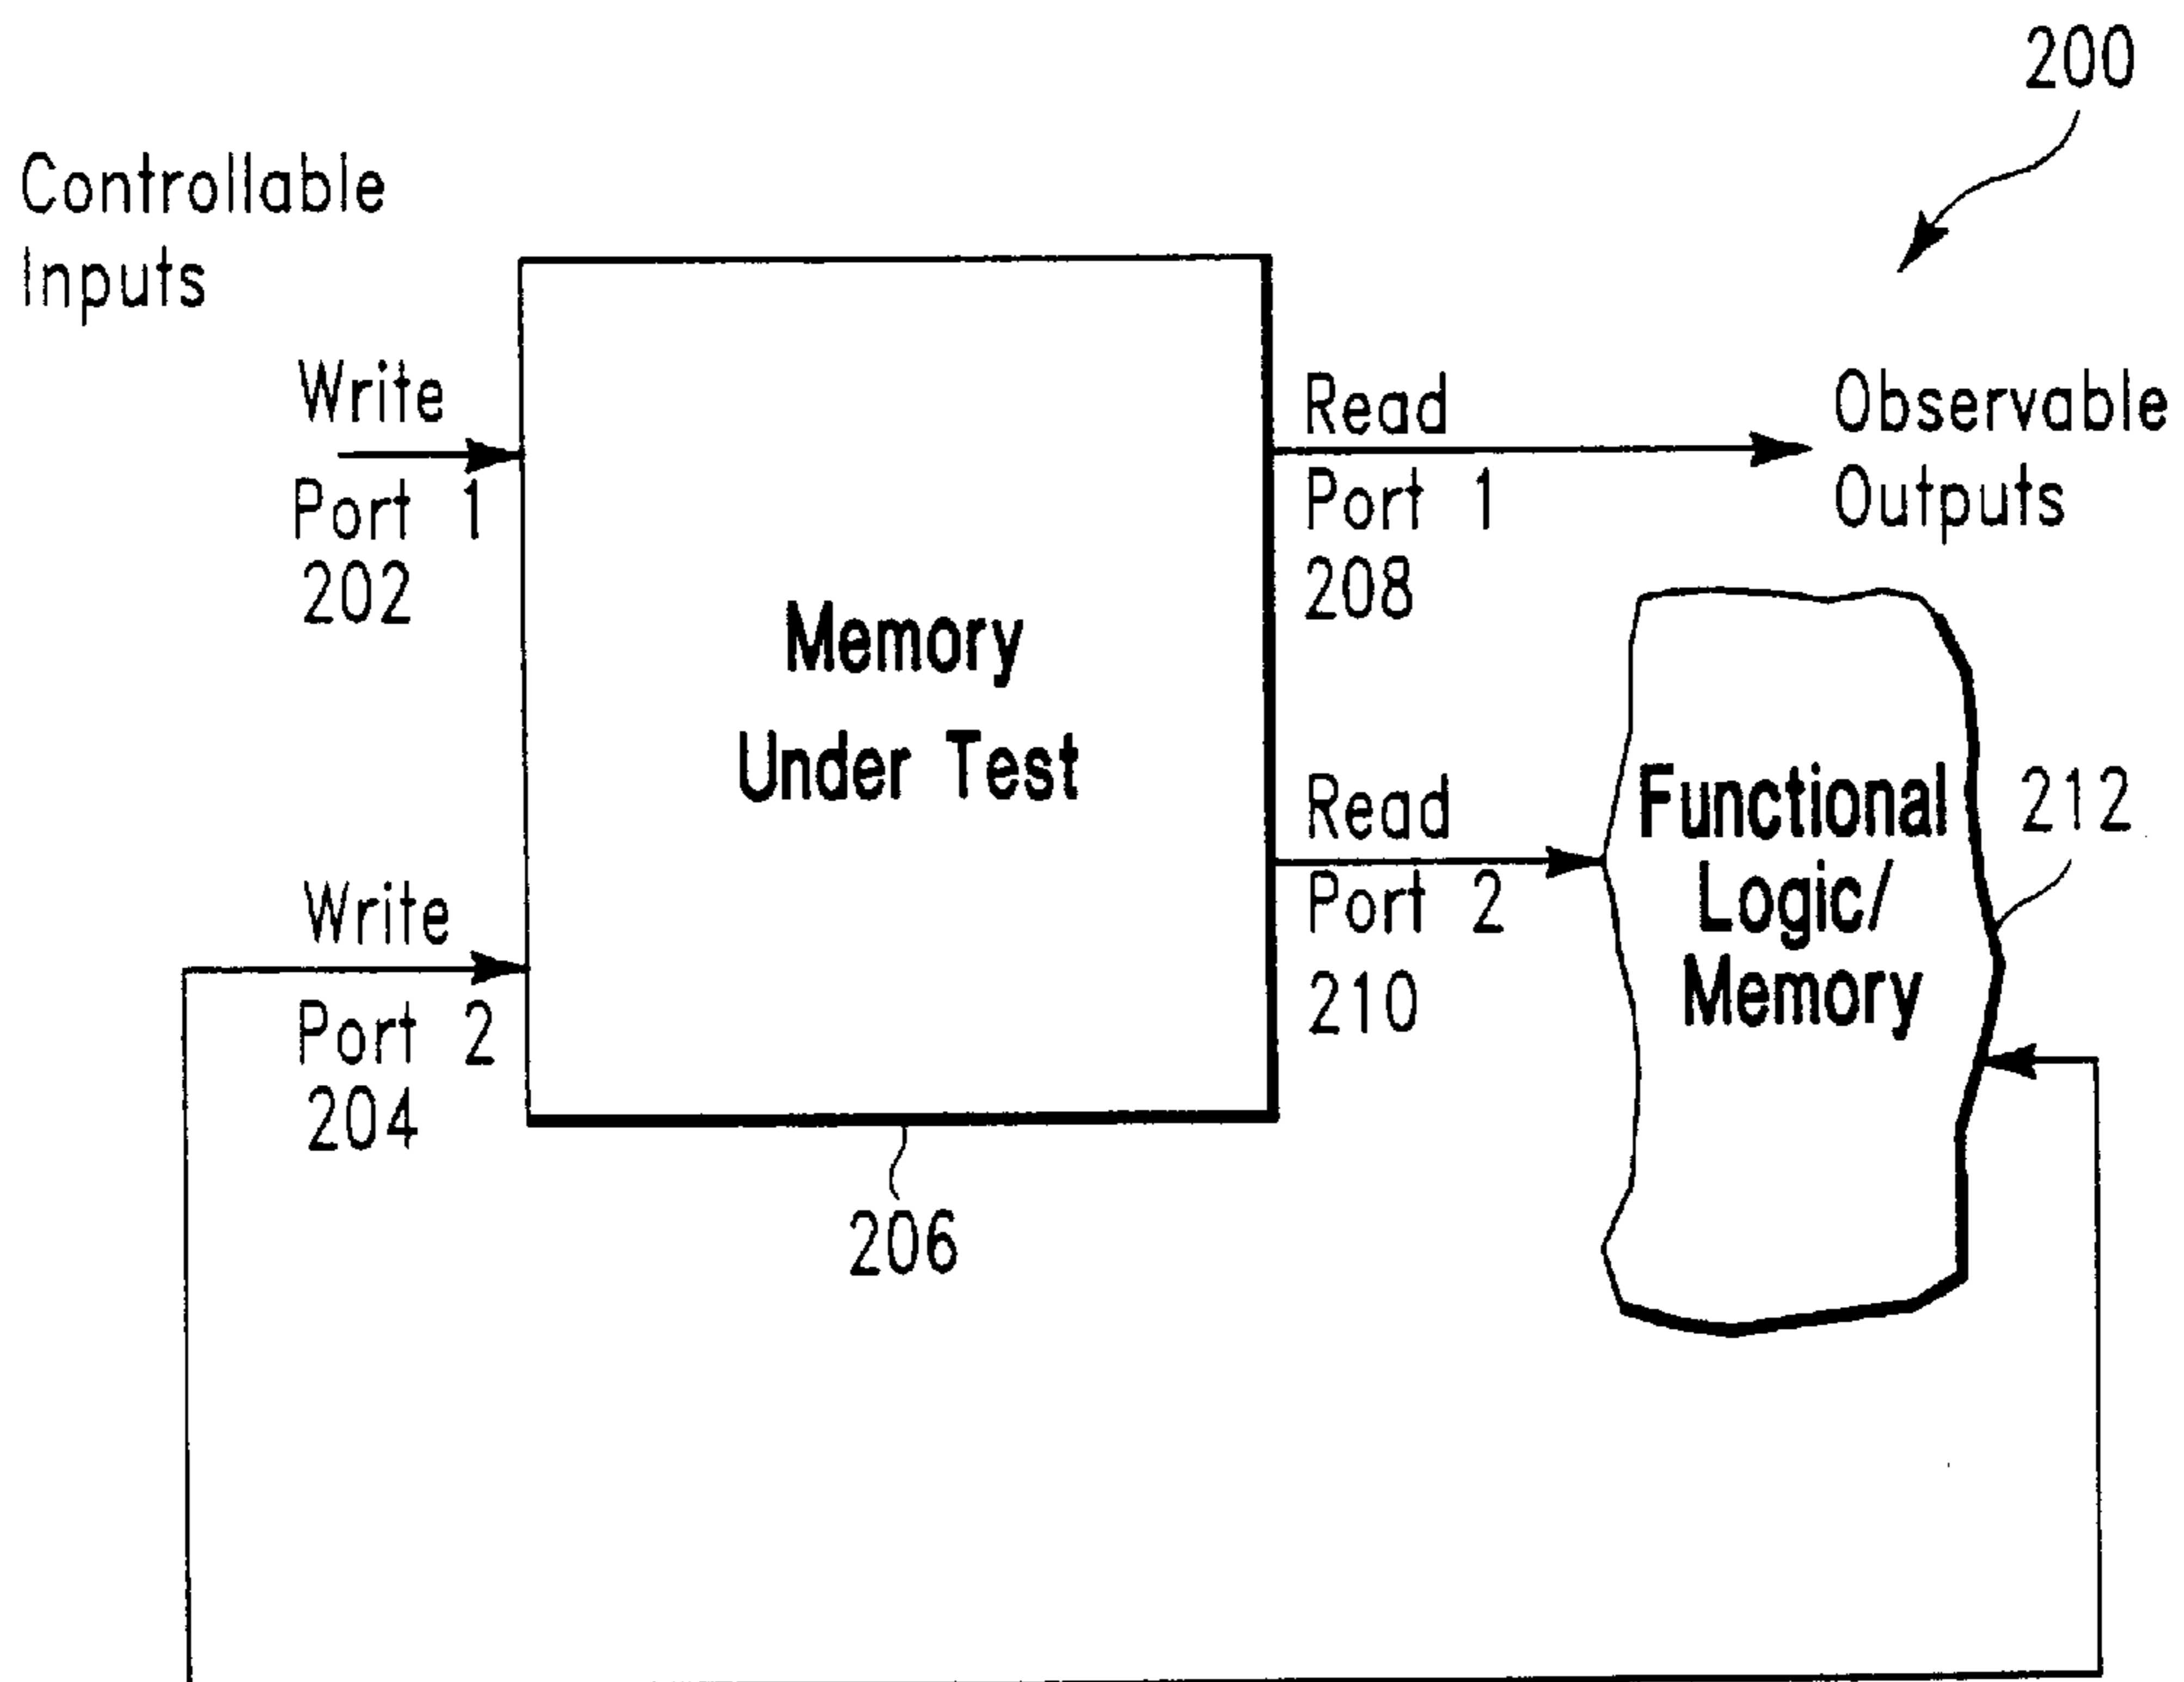 200
Controllable
Inputs
Write
Port 1
202
Read
Port 1
208
Observable
Outputs
Memory
Under Test
Write
Port 2
204
Read
Port 2
210
Functional
Logic/
Memory
212
206